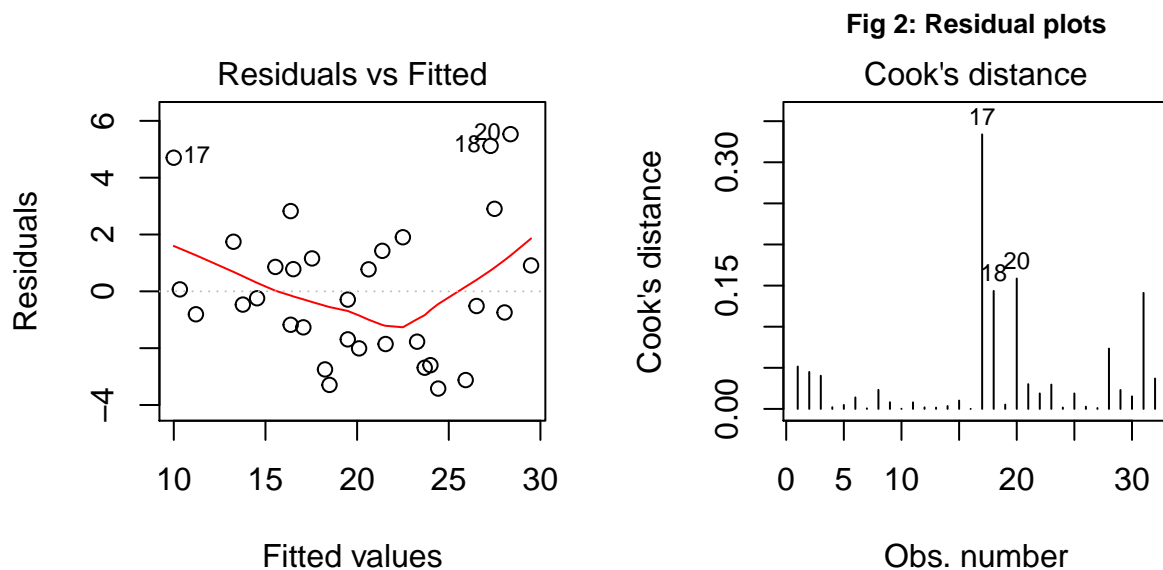 Fig 2: Residual plots
Residuals vs Fitted
Residuals
6
4
2
0
−4
17
18
20
10 15 20 25 30
Fitted values
Cook's distance
Cook's distance
0.30
0.15
0.00
17
18
20
0 5 10 20 30
Obs. number